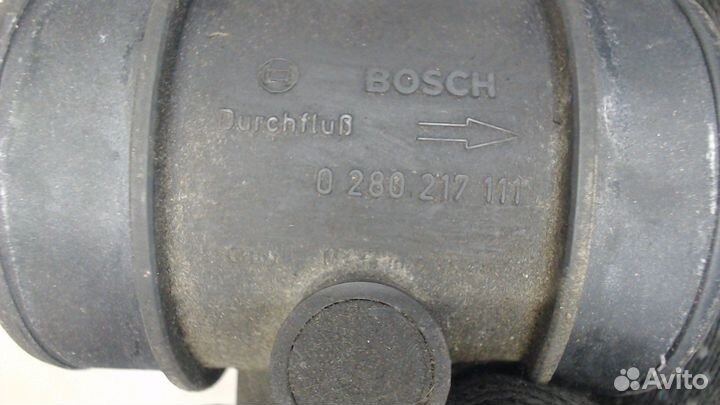 BOSCH
Durchfluß
0 280 217 111
Avito